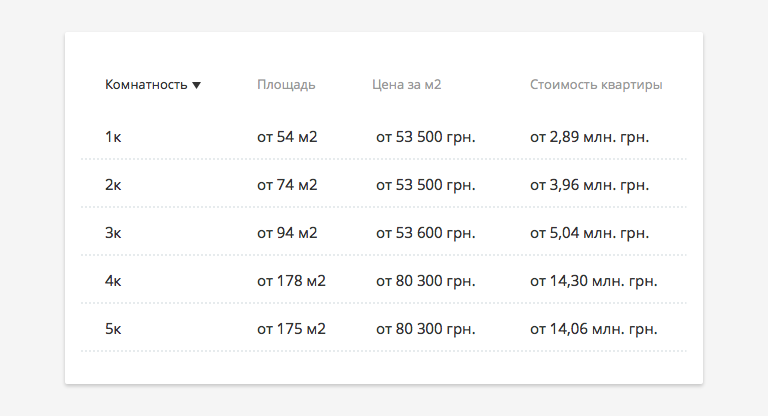 Комнатность ▼ Площадь Цена за м2 Стоимость квартиры
1к от 54 м2 от 53 500 грн. от 2,89 млн. грн.
2к от 74 м2 от 53 500 грн. от 3,96 млн. грн.
3к от 94 м2 от 53 600 грн. от 5,04 млн. грн.
4к от 178 м2 от 80 300 грн. от 14,30 млн. грн.
5к от 175 м2 от 80 300 грн. от 14,06 млн. грн.